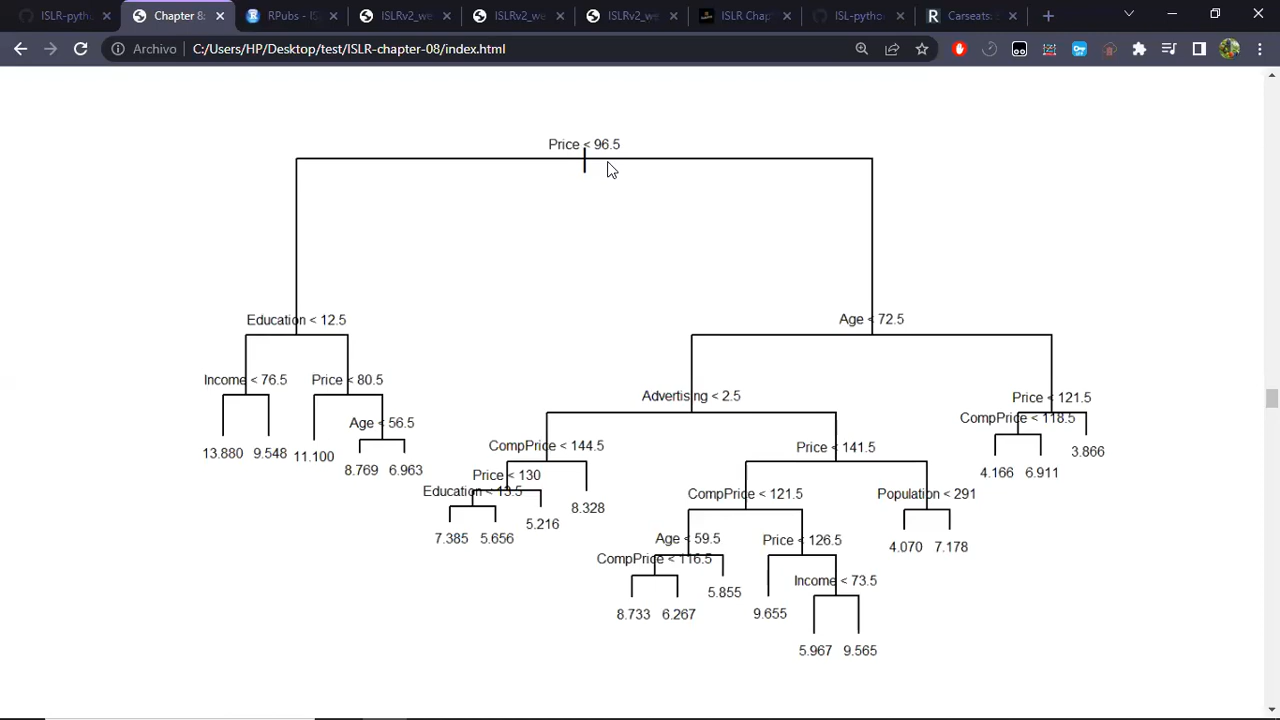 ISLR-pytho
Chapter 8:
RPubs - IS
ISLRv2_we
ISLRv2_we
ISLRv2_we
ISLR Chap
ISL-pytho
Carseats:
Archivo
C:/Users/HP/Desktop/test/ISLR-chapter-08/index.html
Price < 96.5
Education < 12.5
Age < 72.5
Income < 76.5
Price < 80.5
Advertising < 2.5
Price < 121.5
Age < 56.5
CompPrice < 118.5
CompPrice < 144.5
Price < 141.5
13.880
9.548
11.100
3.866
8.769
6.963
Price < 130
4.166
6.911
Education < 13.5
CompPrice < 121.5
Population < 291
8.328
5.216
7.385
5.656
Age < 59.5
Price < 126.5
4.070
7.178
CompPrice < 116.5
Income < 73.5
5.855
8.733
6.267
9.655
5.967
9.565